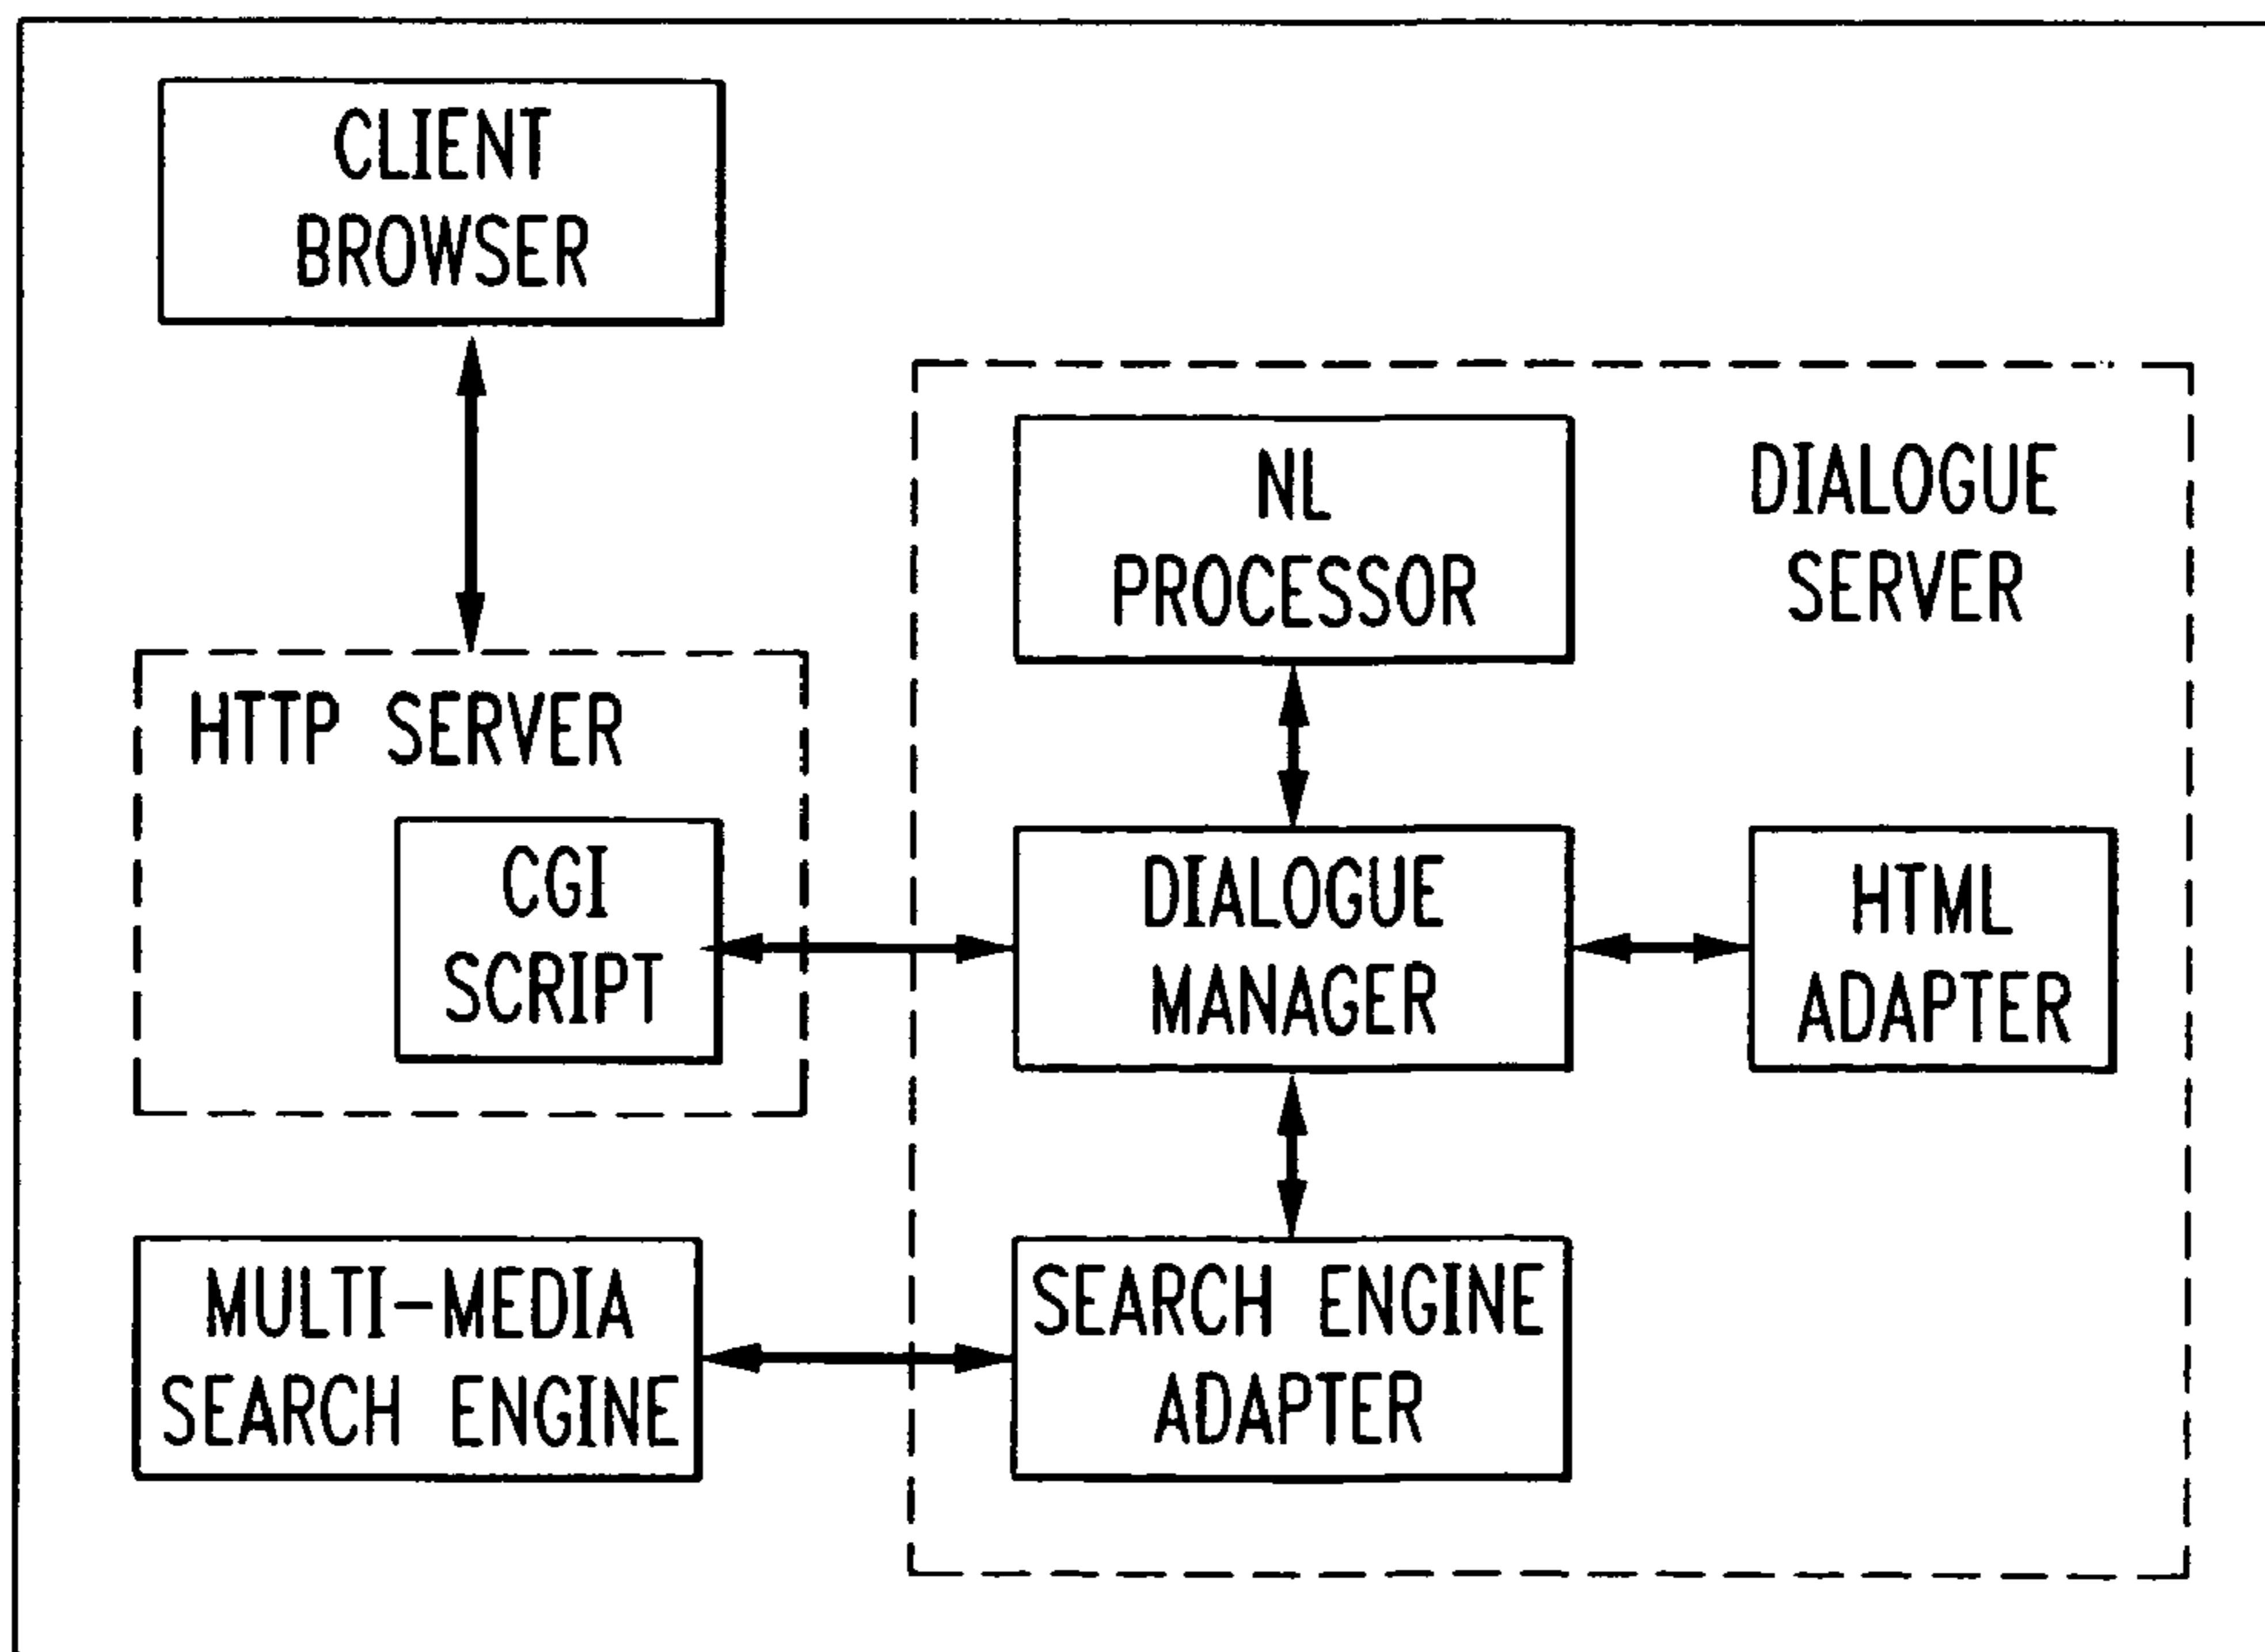 CLIENT
BROWSER
NL
PROCESSOR
DIALOGUE
SERVER
HTTP SERVER
CGI
SCRIPT
DIALOGUE
MANAGER
HTML
ADAPTER
MULTI-MEDIA
SEARCH ENGINE
SEARCH ENGINE
ADAPTER